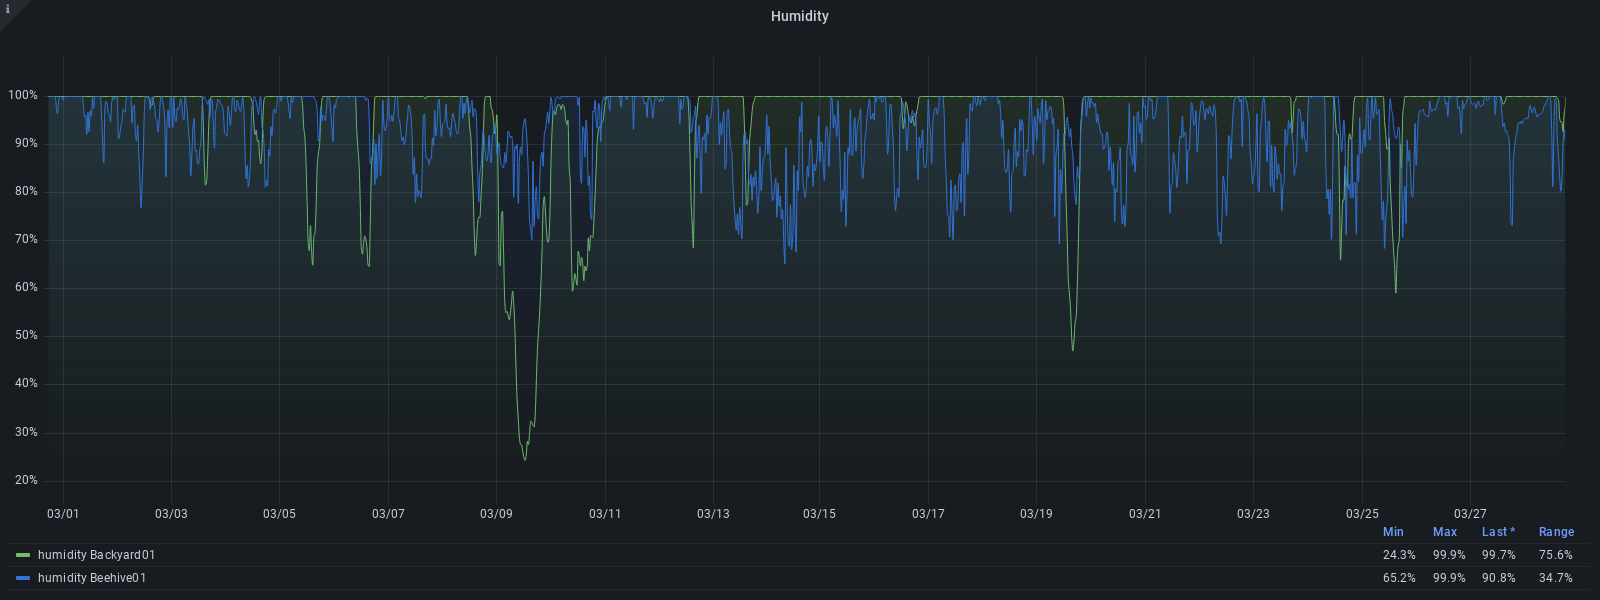 i
Humidity
100%
90%
80%
70%
60%
50%
40%
30%
20%
03/01 03/03 03/05 03/07 03/09 03/11 03/13 03/15 03/17 03/19 03/21 03/23 03/25 03/27
Min Max Last * Range
humidity Backyard01 24.3% 99.9% 99.7% 75.6%
humidity Beehive01 65.2% 99.9% 90.8% 34.7%